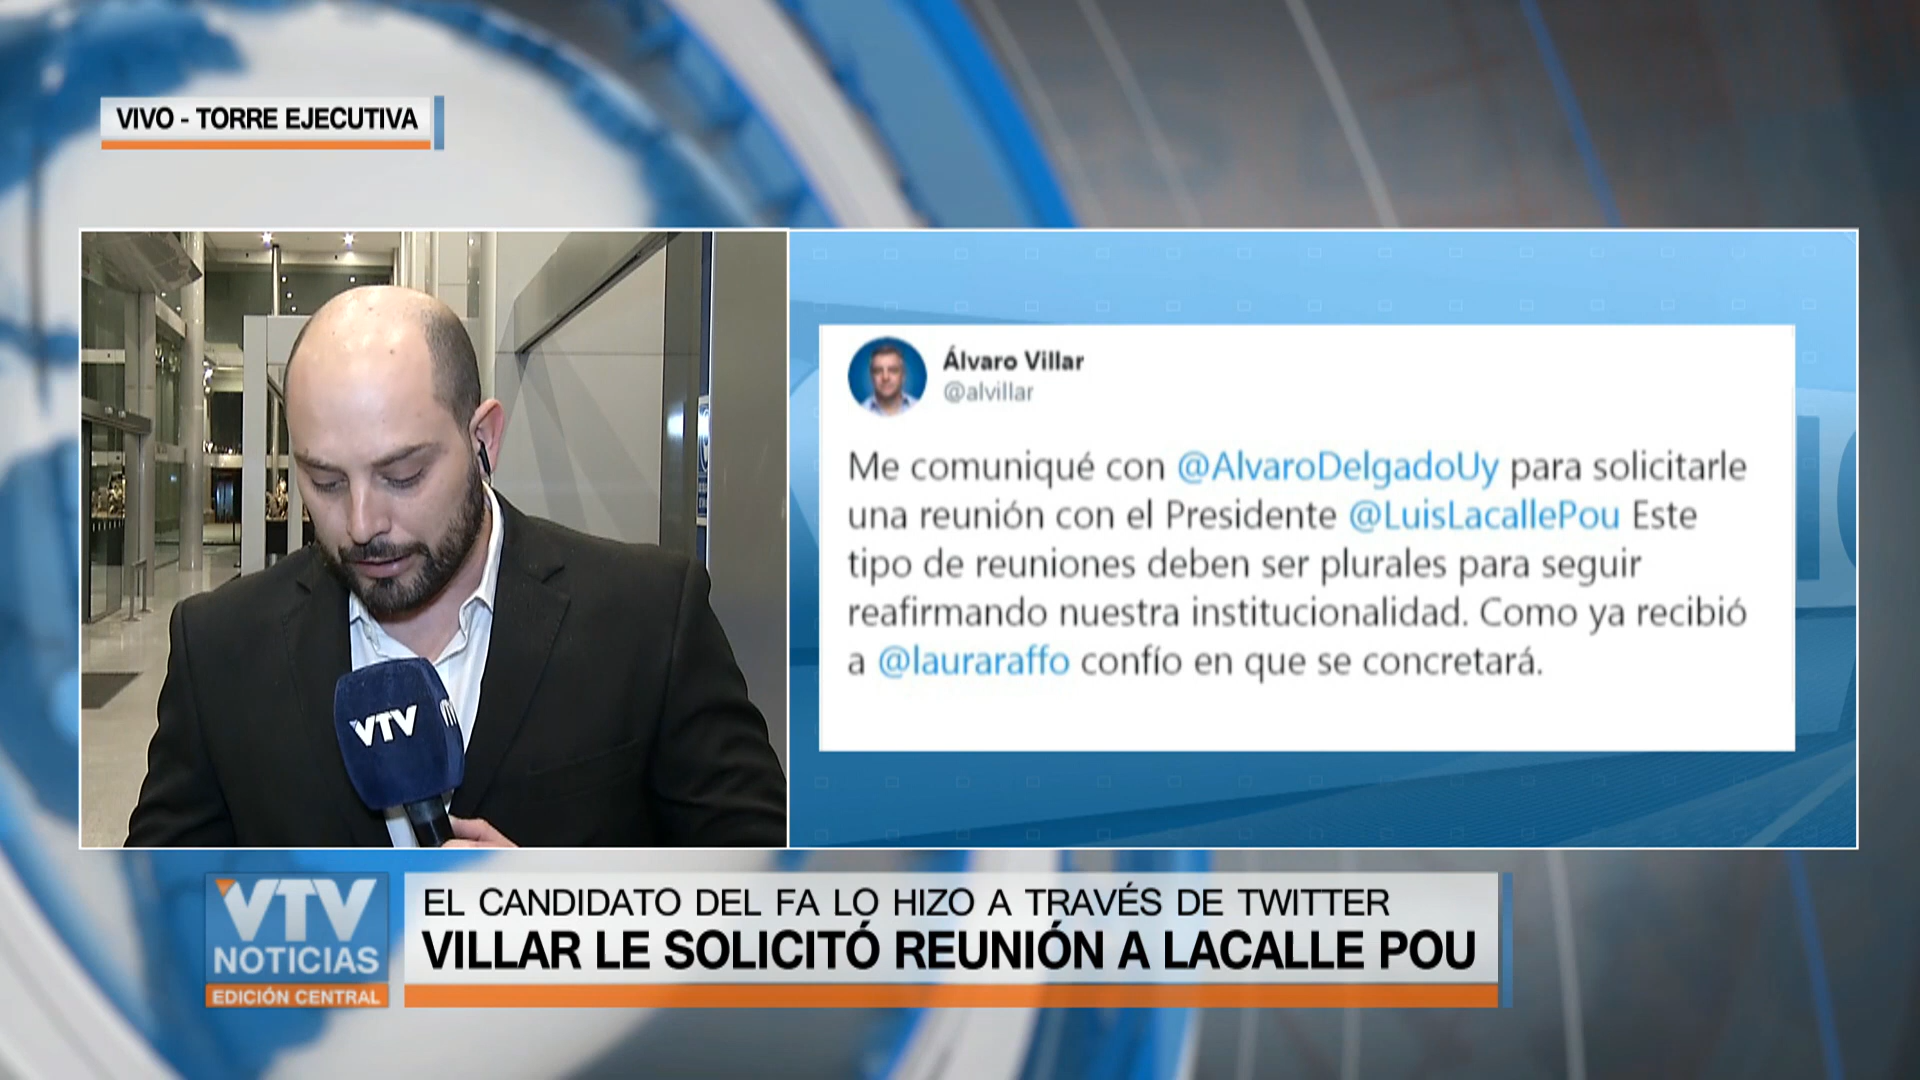 VIVO - TORRE EJECUTIVA
Álvaro Villar
@alvillar
Me comuniqué con @AlvaroDelgadoUy para solicitarle
una reunión con el Presidente @LuisLacallePou Este
tipo de reuniones deben ser plurales para seguir
reafirmando nuestra institucionalidad. Como ya recibió
a @lauraraffo confío en que se concretará.
VTV
VTV
NOTICIAS
EDICIÓN CENTRAL
EL CANDIDATO DEL FA LO HIZO A TRAVÉS DE TWITTER
VILLAR LE SOLICITÓ REUNIÓN A LACALLE POU